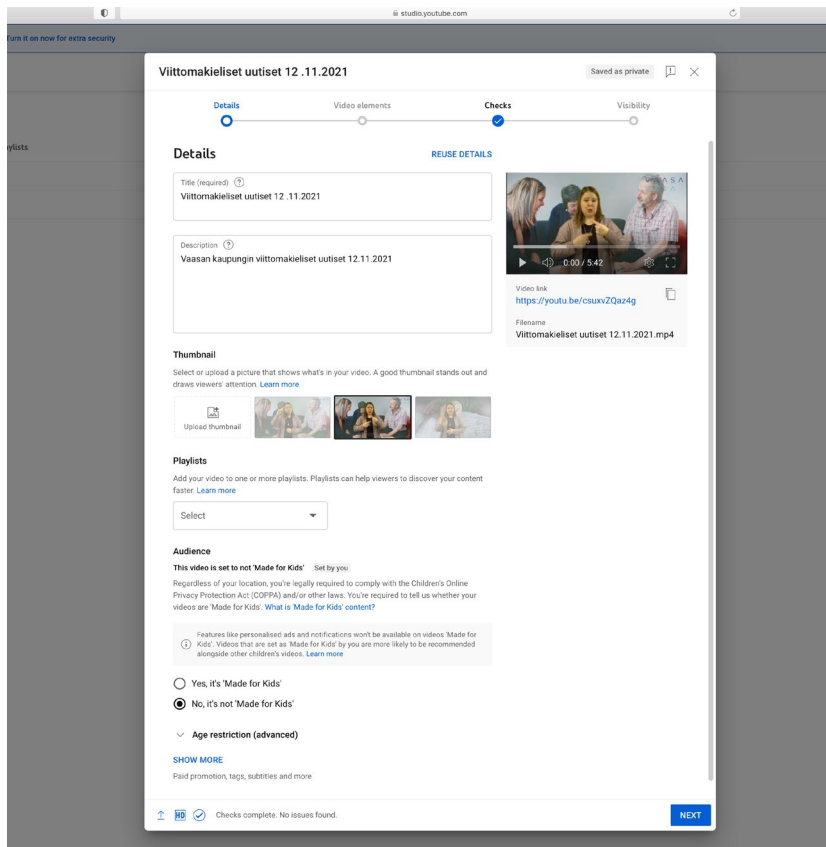 studio.youtube.com
Turn it on now for extra security
aylists
Viittomakieliset uutiset 12 .11.2021
Saved as private
Details
Video elements
Checks
Visibility
Details
REUSE DETAILS
Title (required) ?
Viittomakieliset uutiset 12 .11.2021
Description ?
Vaasan kaupungin viittomakieliset uutiset 12.11.2021
VAASA
0:00 / 5:42
Video link
https://youtu.be/csuxvZQaz4g
Filename
Viittomakieliset uutiset 12.11.2021.mp4
Thumbnail
Select or upload a picture that shows what's in your video. A good thumbnail stands out and
draws viewers' attention. Learn more
Upload thumbnail
Playlists
Add your video to one or more playlists. Playlists can help viewers to discover your content
faster. Learn more
Select
Audience
This video is set to not 'Made for Kids' Set by you
Regardless of your location, you're legally required to comply with the Children's Online
Privacy Protection Act (COPPA) and/or other laws. You're required to tell us whether your
videos are 'Made for Kids'. What is 'Made for Kids' content?
Features like personalised ads and notifications won't be available on videos 'Made for
Kids'. Videos that are set as 'Made for Kids' by you are more likely to be recommended
alongside other children's videos. Learn more
Yes, it's 'Made for Kids'
No, it's not 'Made for Kids'
Age restriction (advanced)
SHOW MORE
Paid promotion, tags, subtitles and more
HD
Checks complete. No issues found.
NEXT